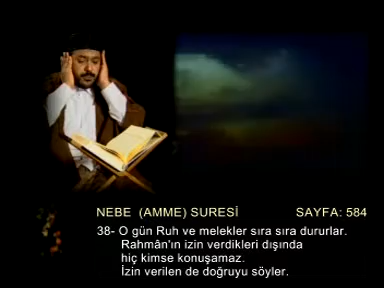 NEBE (AMME) SURESİ SAYFA: 584
38- O gün Ruh ve melekler sıra sıra dururlar.
Rahmân'ın izin verdikleri dışında
hiç kimse konuşamaz.
İzin verilen de doğruyu söyler.